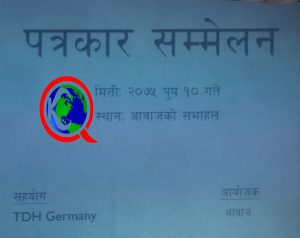 पत्रकार सम्मेलन
मिती: २०७५ पुष १० गते
स्थान: आवाजको सभाहल
सहयोग
TDH Germany
आयोजक
आवाज